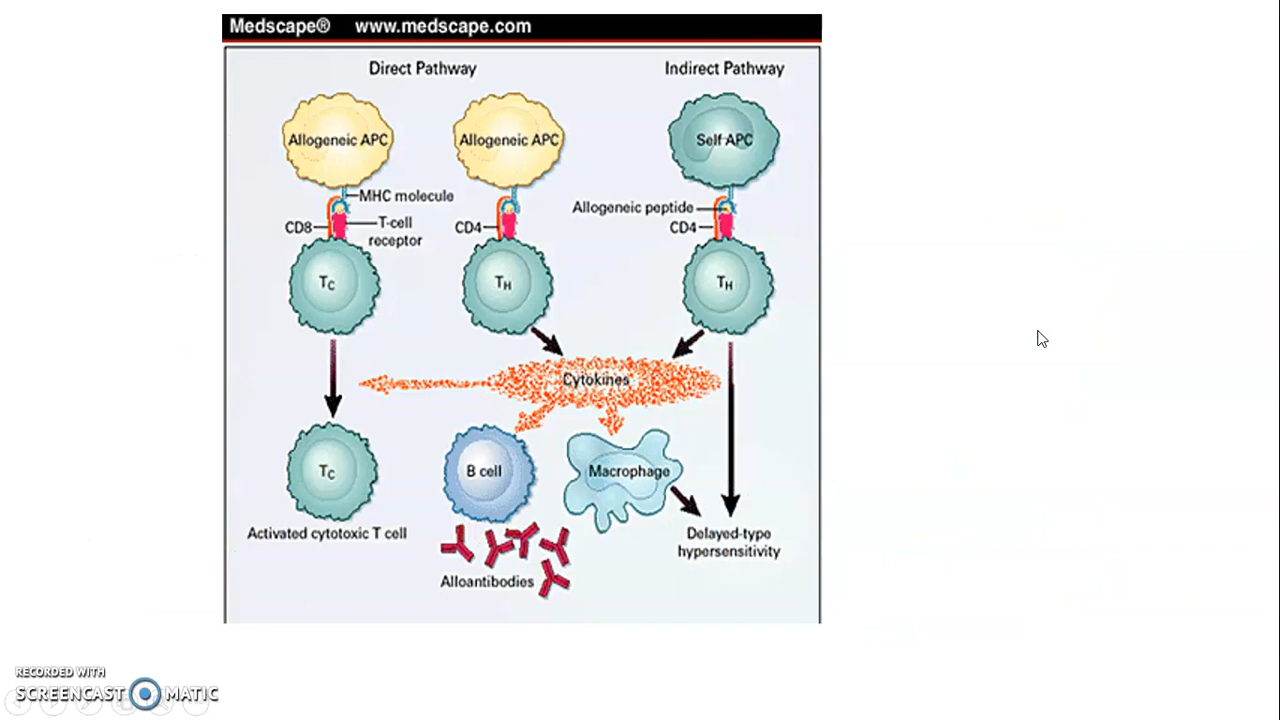 Medscape® www.medscape.com
Direct Pathway
Indirect Pathway
Allogeneic APC
Allogeneic APC
Self APC
MHC molecule
Allogeneic peptide
CD8
T-cell
receptor
CD4
CD4
TC
TH
TH
Cytokines
TC
B cell
Macrophage
Activated cytotoxic T cell
Delayed-type
hypersensitivity
Alloantibodies
RECORDED WITH
SCREENCAST MATIC